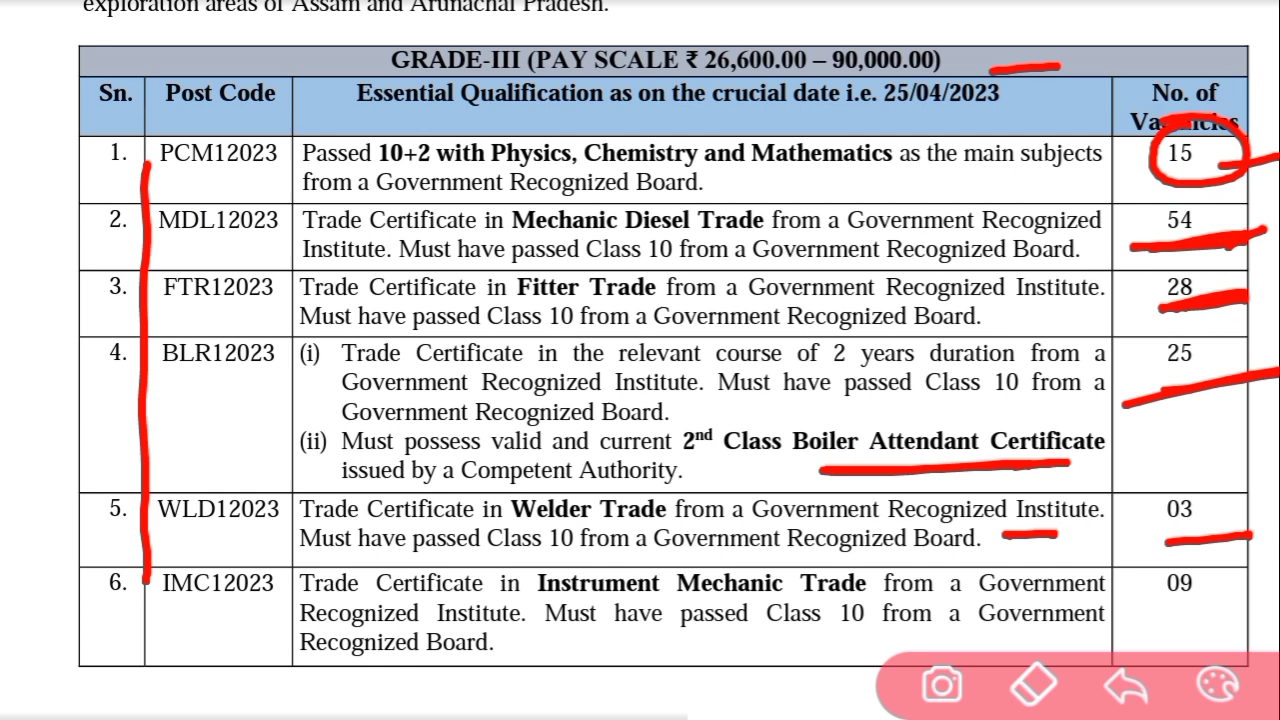 exploration areas of Assam and Arunachal Pradesh.
GRADE-III (PAY SCALE ₹ 26,600.00 – 90,000.00)
Sn. Post Code Essential Qualification as on the crucial date i.e. 25/04/2023 No. of
Vacancies
1. PCM12023 Passed 10+2 with Physics, Chemistry and Mathematics as the main subjects 15
from a Government Recognized Board.
2. MDL12023 Trade Certificate in Mechanic Diesel Trade from a Government Recognized 54
Institute. Must have passed Class 10 from a Government Recognized Board.
3. FTR12023 Trade Certificate in Fitter Trade from a Government Recognized Institute. 28
Must have passed Class 10 from a Government Recognized Board.
4. BLR12023 (i) Trade Certificate in the relevant course of 2 years duration from a 25
Government Recognized Institute. Must have passed Class 10 from a
Government Recognized Board.
(ii) Must possess valid and current 2nd Class Boiler Attendant Certificate
issued by a Competent Authority.
5. WLD12023 Trade Certificate in Welder Trade from a Government Recognized Institute. 03
Must have passed Class 10 from a Government Recognized Board.
6. IMC12023 Trade Certificate in Instrument Mechanic Trade from a Government 09
Recognized Institute. Must have passed Class 10 from a Government
Recognized Board.